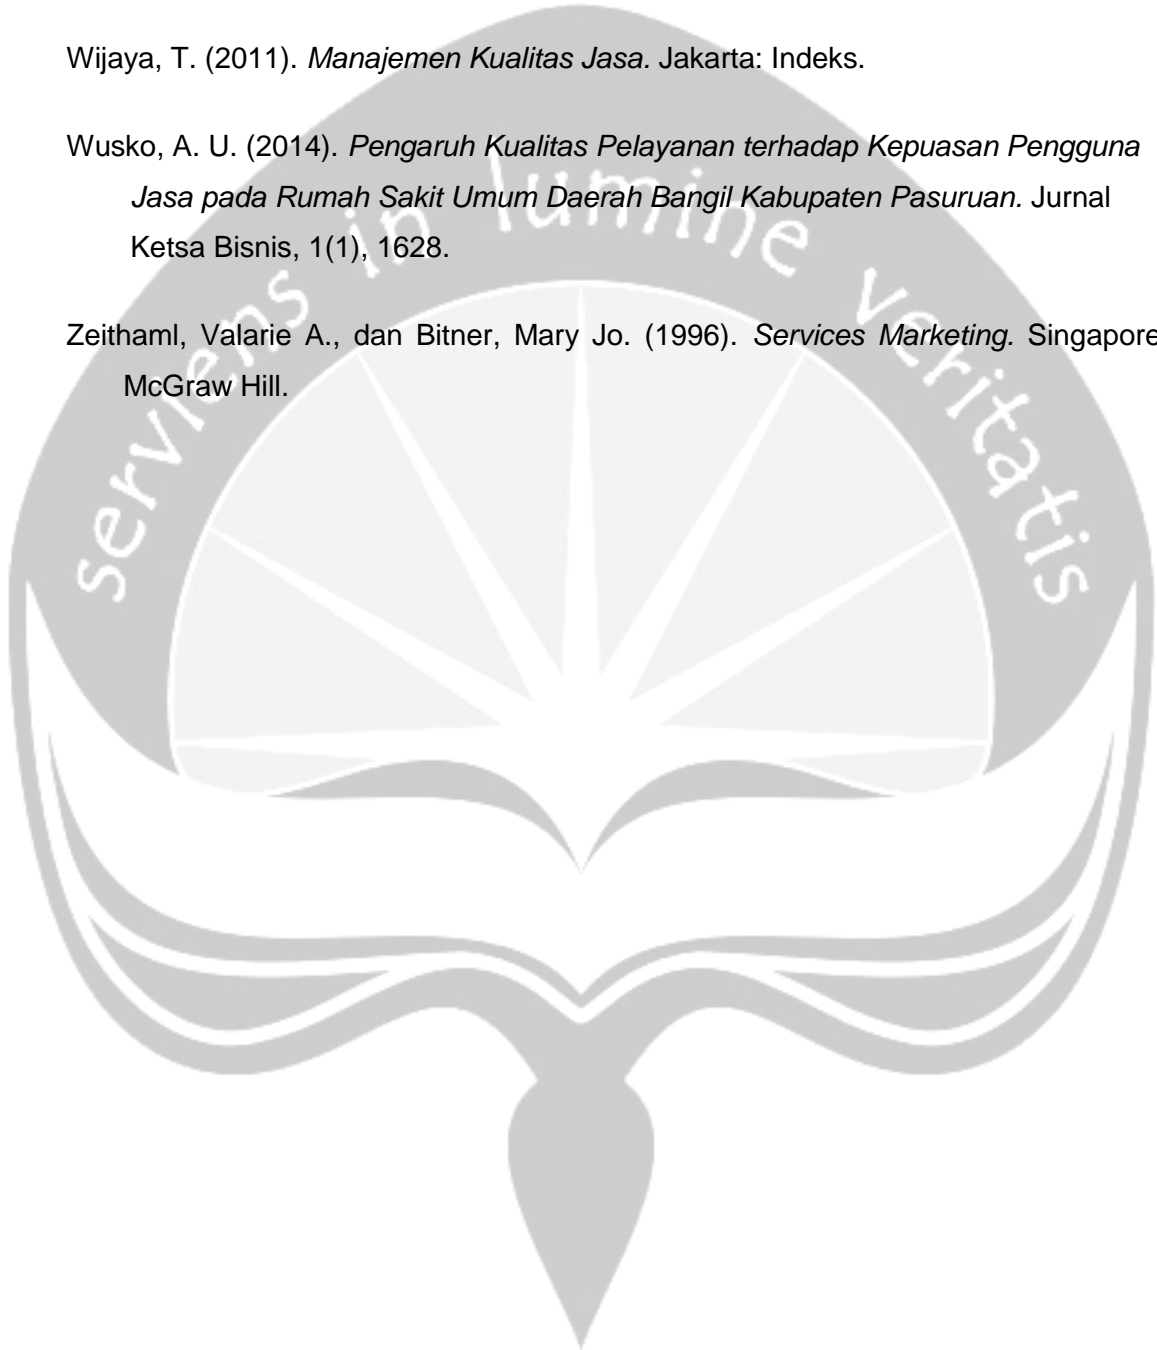 Wijaya, T. (2011). Manajemen Kualitas Jasa. Jakarta: Indeks.
Wusko, A. U. (2014). Pengaruh Kualitas Pelayanan terhadap Kepuasan Pengguna
Jasa pada Rumah Sakit Umum Daerah Bangil Kabupaten Pasuruan. Jurnal
Ketsa Bisnis, 1(1), 1628.
Zeithaml, Valarie A., dan Bitner, Mary Jo. (1996). Services Marketing. Singapore
McGraw Hill.
serviens in lumine veritatis